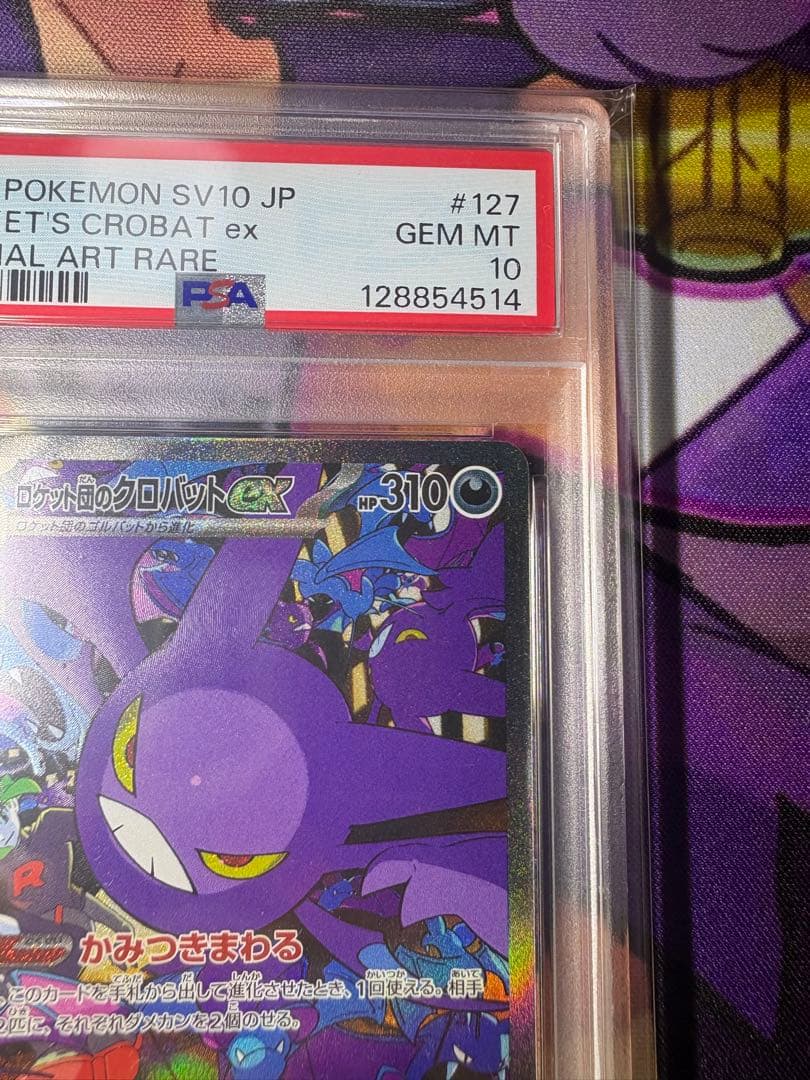 POKEMON SV10 JP #127
ET'S CROBAT ex GEM MT
IAL ART RARE 10
PSA 128854514
ロケット団のクロバットex HP310
ロケット団のゴルバットから進化
R
かみつきまわる
このカードを手札から出して進化させたとき、1回使える。相手
2匹に、それぞれダメカンを2個のせる。